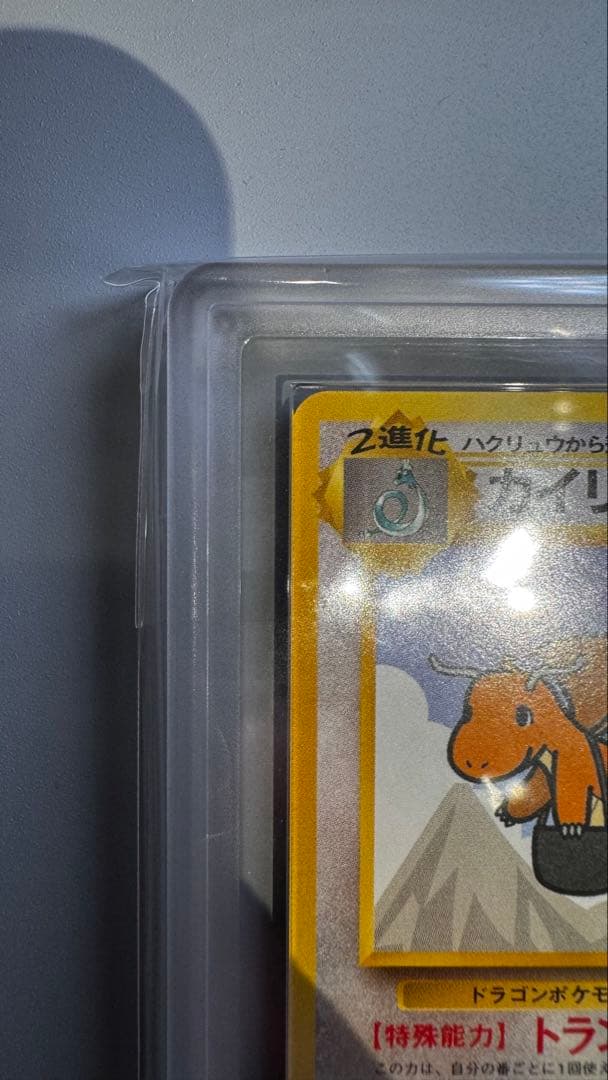 2進化 ハクリュウから
カイリ
ドラゴンポケモ
【特殊能力】 トラン
この力は、自分の番ごとに1回使え